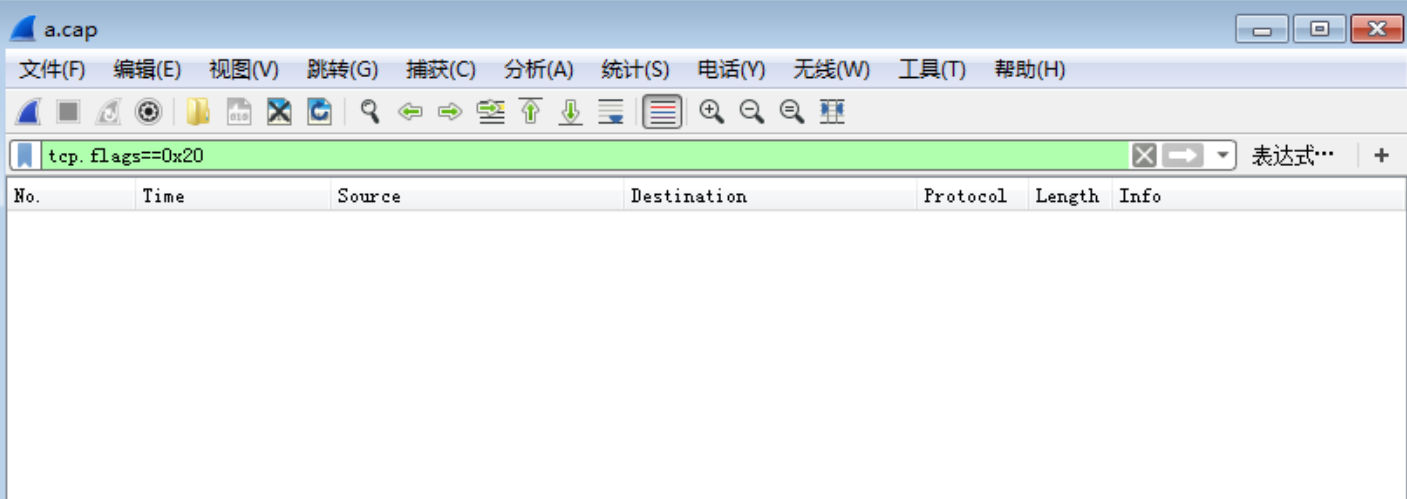 a.cap
文件(F) 编辑(E) 视图(V) 跳转(G) 捕获(C) 分析(A) 统计(S) 电话(Y) 无线(W) 工具(T) 帮助(H)
tcp.flags==0x20 表达式… +
No. Time Source Destination Protocol Length Info